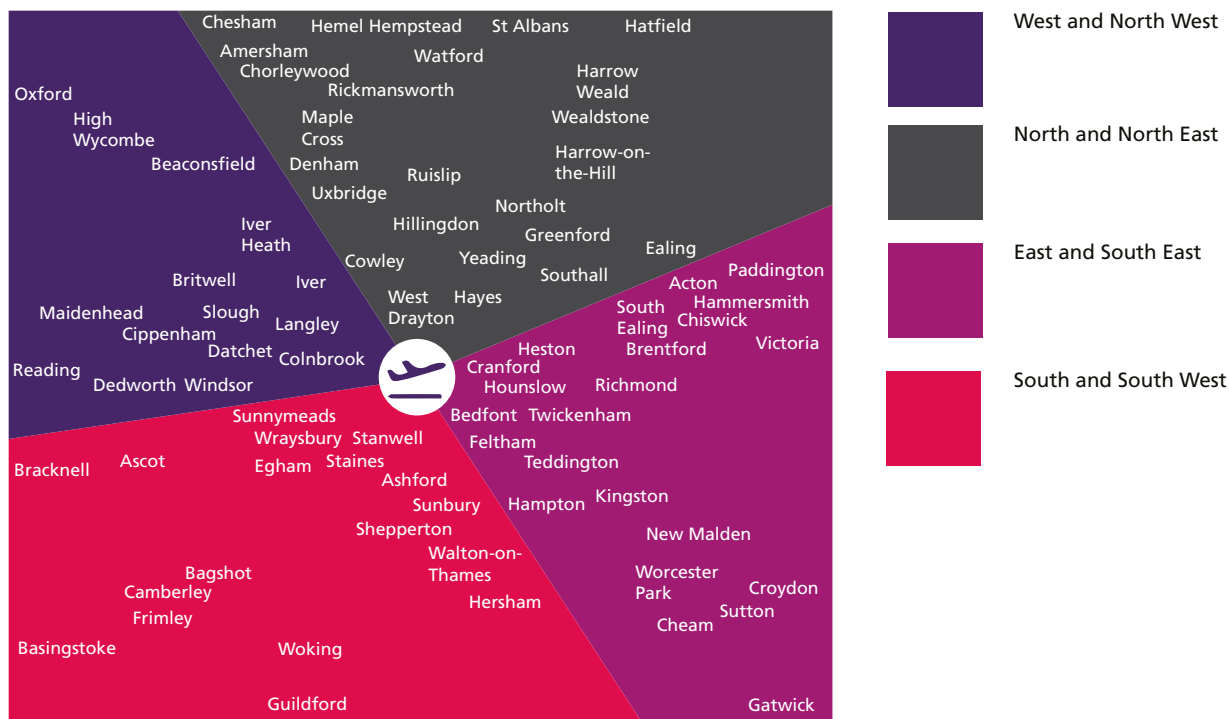 Chesham
Hemel Hempstead
St Albans
Hatfield
Amersham
Chorleywood
Watford
Rickmansworth
Harrow
Weald
Maple
Cross
Wealdstone
Denham
Harrow-on-
the-Hill
Ruislip
Uxbridge
Northolt
Hillingdon
Greenford
Ealing
Cowley
Yeading
Southall
West
Drayton
Hayes
Oxford
High
Wycombe
Beaconsfield
Iver
Heath
Britwell
Iver
Maidenhead
Slough
Cippenham
Langley
Datchet
Colnbrook
Reading
Dedworth
Windsor
Paddington
Acton
Hammersmith
South
Ealing
Chiswick
Victoria
Heston
Brentford
Cranford
Hounslow
Richmond
Bedfont
Twickenham
Feltham
Teddington
Hampton
Kingston
New Malden
Worcester
Park
Croydon
Sutton
Cheam
Gatwick
Sunnymeads
Wraysbury
Stanwell
Bracknell
Ascot
Egham
Staines
Ashford
Sunbury
Shepperton
Walton-on-
Thames
Bagshot
Camberley
Hersham
Frimley
Basingstoke
Woking
Guildford
West and North West
North and North East
East and South East
South and South West